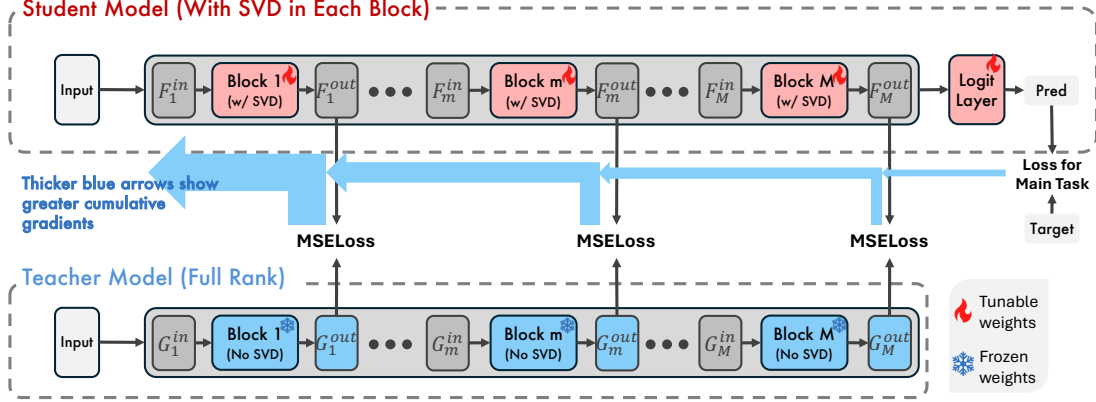 Student Model (With SVD in Each Block)
Input
F_1^{in}
Block 1
(w/ SVD)
F_1^{out}
F_m^{in}
Block m
(w/ SVD)
F_m^{out}
F_M^{in}
Block M
(w/ SVD)
F_M^{out}
Logit
Layer
Pred
Thicker blue arrows show
greater cumulative
gradients
Loss for
Main Task
Target
MSELoss
MSELoss
MSELoss
Teacher Model (Full Rank)
Input
G_1^{in}
Block 1
(No SVD)
G_1^{out}
G_m^{in}
Block m
(No SVD)
G_m^{out}
G_M^{in}
Block M
(No SVD)
G_M^{out}
Tunable
weights
Frozen
weights